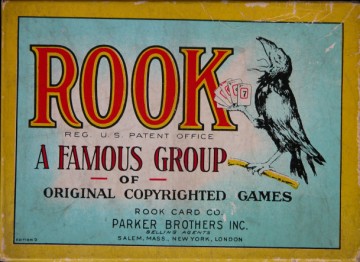 ROOK
REG. U.S. PATENT OFFICE
A FAMOUS GROUP
OF
ORIGINAL COPYRIGHTED GAMES
ROOK CARD CO.
PARKER BROTHERS INC.
SELLING AGENTS
SALEM, MASS., NEW YORK, LONDON